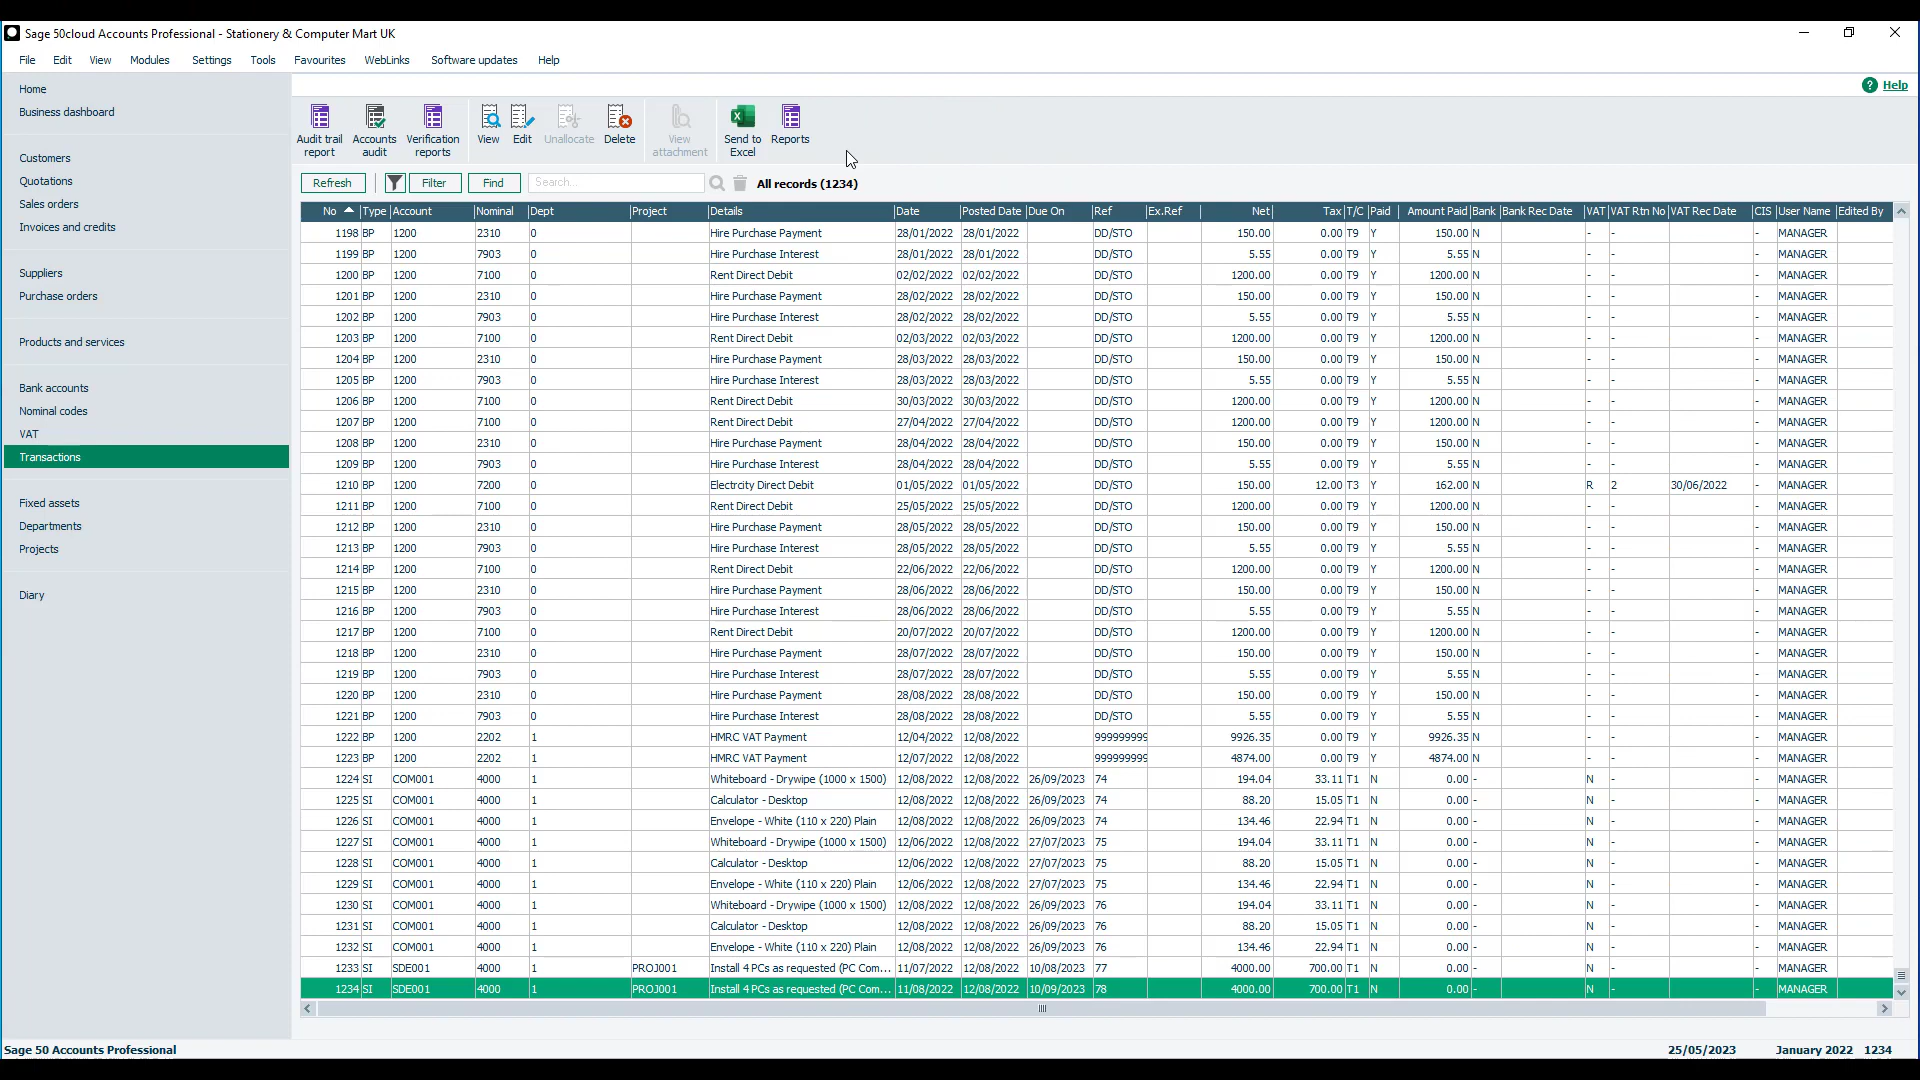 Sage 50cloud Accounts Professional - Stationery & Computer Mart UK
File Edit View Modules Settings Tools Favourites WebLinks Software updates Help
Help
Home
Business dashboard
Customers
Quotations
Sales orders
Invoices and credits
Suppliers
Purchase orders
Products and services
Bank accounts
Nominal codes
VAT
Transactions
Fixed assets
Departments
Projects
Diary
Audit trail report Accounts audit Verification reports View Edit Unallocate Delete View attachment Send to Excel Reports
Refresh Filter Find Search... All records (1234)
No Type Account Nominal Dept Project Details Date Posted Date Due On Ref Ex.Ref Net Tax T/C Paid Amount Paid Bank Bank Rec Date VAT VAT Rtn No VAT Rec Date CIS User Name Edited By
1198 BP 1200 2310 0 Hire Purchase Payment 28/01/2022 28/01/2022 DD/STO 150.00 0.00 T9 Y 150.00 N - - - MANAGER
1199 BP 1200 7903 0 Hire Purchase Interest 28/01/2022 28/01/2022 DD/STO 5.55 0.00 T9 Y 5.55 N - - - MANAGER
1200 BP 1200 7100 0 Rent Direct Debit 02/02/2022 02/02/2022 DD/STO 1200.00 0.00 T9 Y 1200.00 N - - - MANAGER
1201 BP 1200 2310 0 Hire Purchase Payment 28/02/2022 28/02/2022 DD/STO 150.00 0.00 T9 Y 150.00 N - - - MANAGER
1202 BP 1200 7903 0 Hire Purchase Interest 28/02/2022 28/02/2022 DD/STO 5.55 0.00 T9 Y 5.55 N - - - MANAGER
1203 BP 1200 7100 0 Rent Direct Debit 02/03/2022 02/03/2022 DD/STO 1200.00 0.00 T9 Y 1200.00 N - - - MANAGER
1204 BP 1200 2310 0 Hire Purchase Payment 28/03/2022 28/03/2022 DD/STO 150.00 0.00 T9 Y 150.00 N - - - MANAGER
1205 BP 1200 7903 0 Hire Purchase Interest 28/03/2022 28/03/2022 DD/STO 5.55 0.00 T9 Y 5.55 N - - - MANAGER
1206 BP 1200 7100 0 Rent Direct Debit 30/03/2022 30/03/2022 DD/STO 1200.00 0.00 T9 Y 1200.00 N - - - MANAGER
1207 BP 1200 7100 0 Rent Direct Debit 27/04/2022 27/04/2022 DD/STO 1200.00 0.00 T9 Y 1200.00 N - - - MANAGER
1208 BP 1200 2310 0 Hire Purchase Payment 28/04/2022 28/04/2022 DD/STO 150.00 0.00 T9 Y 150.00 N - - - MANAGER
1209 BP 1200 7903 0 Hire Purchase Interest 28/04/2022 28/04/2022 DD/STO 5.55 0.00 T9 Y 5.55 N - - - MANAGER
1210 BP 1200 7200 0 Electrcity Direct Debit 01/05/2022 01/05/2022 DD/STO 150.00 12.00 T3 Y 162.00 N R 2 30/06/2022 - MANAGER
1211 BP 1200 7100 0 Rent Direct Debit 25/05/2022 25/05/2022 DD/STO 1200.00 0.00 T9 Y 1200.00 N - - - MANAGER
1212 BP 1200 2310 0 Hire Purchase Payment 28/05/2022 28/05/2022 DD/STO 150.00 0.00 T9 Y 150.00 N - - - MANAGER
1213 BP 1200 7903 0 Hire Purchase Interest 28/05/2022 28/05/2022 DD/STO 5.55 0.00 T9 Y 5.55 N - - - MANAGER
1214 BP 1200 7100 0 Rent Direct Debit 22/06/2022 22/06/2022 DD/STO 1200.00 0.00 T9 Y 1200.00 N - - - MANAGER
1215 BP 1200 2310 0 Hire Purchase Payment 28/06/2022 28/06/2022 DD/STO 150.00 0.00 T9 Y 150.00 N - - - MANAGER
1216 BP 1200 7903 0 Hire Purchase Interest 28/06/2022 28/06/2022 DD/STO 5.55 0.00 T9 Y 5.55 N - - - MANAGER
1217 BP 1200 7100 0 Rent Direct Debit 20/07/2022 20/07/2022 DD/STO 1200.00 0.00 T9 Y 1200.00 N - - - MANAGER
1218 BP 1200 2310 0 Hire Purchase Payment 28/07/2022 28/07/2022 DD/STO 150.00 0.00 T9 Y 150.00 N - - - MANAGER
1219 BP 1200 7903 0 Hire Purchase Interest 28/07/2022 28/07/2022 DD/STO 5.55 0.00 T9 Y 5.55 N - - - MANAGER
1220 BP 1200 2310 0 Hire Purchase Payment 28/08/2022 28/08/2022 DD/STO 150.00 0.00 T9 Y 150.00 N - - - MANAGER
1221 BP 1200 7903 0 Hire Purchase Interest 28/08/2022 28/08/2022 DD/STO 5.55 0.00 T9 Y 5.55 N - - - MANAGER
1222 BP 1200 2202 1 HMRC VAT Payment 12/04/2022 12/08/2022 999999999 9926.35 0.00 T9 Y 9926.35 N - - - MANAGER
1223 BP 1200 2202 1 HMRC VAT Payment 12/07/2022 12/08/2022 999999999 4874.00 0.00 T9 Y 4874.00 N - - - MANAGER
1224 SI COM001 4000 1 Whiteboard - Drywipe (1000 x 1500) 12/08/2022 12/08/2022 26/09/2023 74 194.04 33.11 T1 N 0.00 - N - - MANAGER
1225 SI COM001 4000 1 Calculator - Desktop 12/08/2022 12/08/2022 26/09/2023 74 88.20 15.05 T1 N 0.00 - N - - MANAGER
1226 SI COM001 4000 1 Envelope - White (110 x 220) Plain 12/08/2022 12/08/2022 26/09/2023 74 134.46 22.94 T1 N 0.00 - N - - MANAGER
1227 SI COM001 4000 1 Whiteboard - Drywipe (1000 x 1500) 12/06/2022 12/08/2022 27/07/2023 75 194.04 33.11 T1 N 0.00 - N - - MANAGER
1228 SI COM001 4000 1 Calculator - Desktop 12/06/2022 12/08/2022 27/07/2023 75 88.20 15.05 T1 N 0.00 - N - - MANAGER
1229 SI COM001 4000 1 Envelope - White (110 x 220) Plain 12/06/2022 12/08/2022 27/07/2023 75 134.46 22.94 T1 N 0.00 - N - - MANAGER
1230 SI COM001 4000 1 Whiteboard - Drywipe (1000 x 1500) 12/08/2022 12/08/2022 26/09/2023 76 194.04 33.11 T1 N 0.00 - N - - MANAGER
1231 SI COM001 4000 1 Calculator - Desktop 12/08/2022 12/08/2022 26/09/2023 76 88.20 15.05 T1 N 0.00 - N - - MANAGER
1232 SI COM001 4000 1 Envelope - White (110 x 220) Plain 12/08/2022 12/08/2022 26/09/2023 76 134.46 22.94 T1 N 0.00 - N - - MANAGER
1233 SI SDE001 4000 1 PROJ001 Install 4 PCs as requested (PC Com... 11/07/2022 12/08/2022 10/08/2023 77 4000.00 700.00 T1 N 0.00 - N - - MANAGER
1234 SI SDE001 4000 1 PROJ001 Install 4 PCs as requested (PC Com... 11/08/2022 12/08/2022 10/09/2023 78 4000.00 700.00 T1 N 0.00 - N - - MANAGER
Sage 50 Accounts Professional 25/05/2023 January 2022 1234